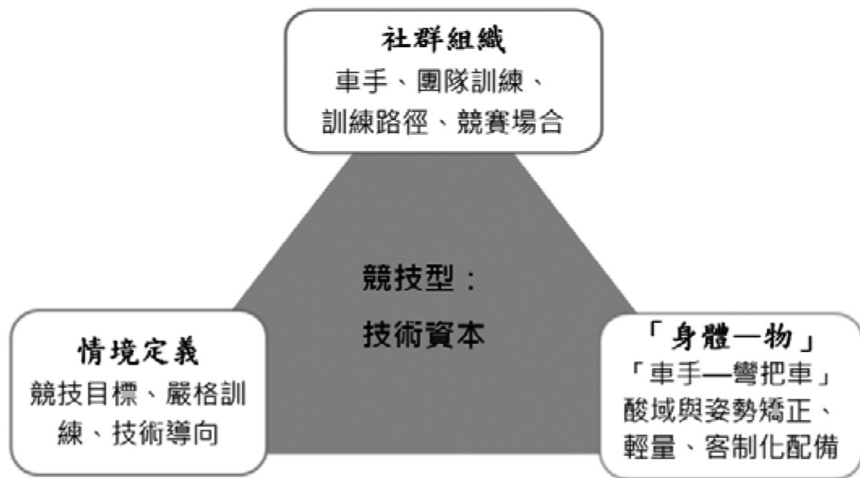 社群組織
車手、團隊訓練、
訓練路徑、競賽場合
競技型：
技術資本
情境定義
競技目標、嚴格訓
練、技術導向
「身體—物」
「車手—彎把車」
酸域與姿勢矯正、
輕量、客制化配備